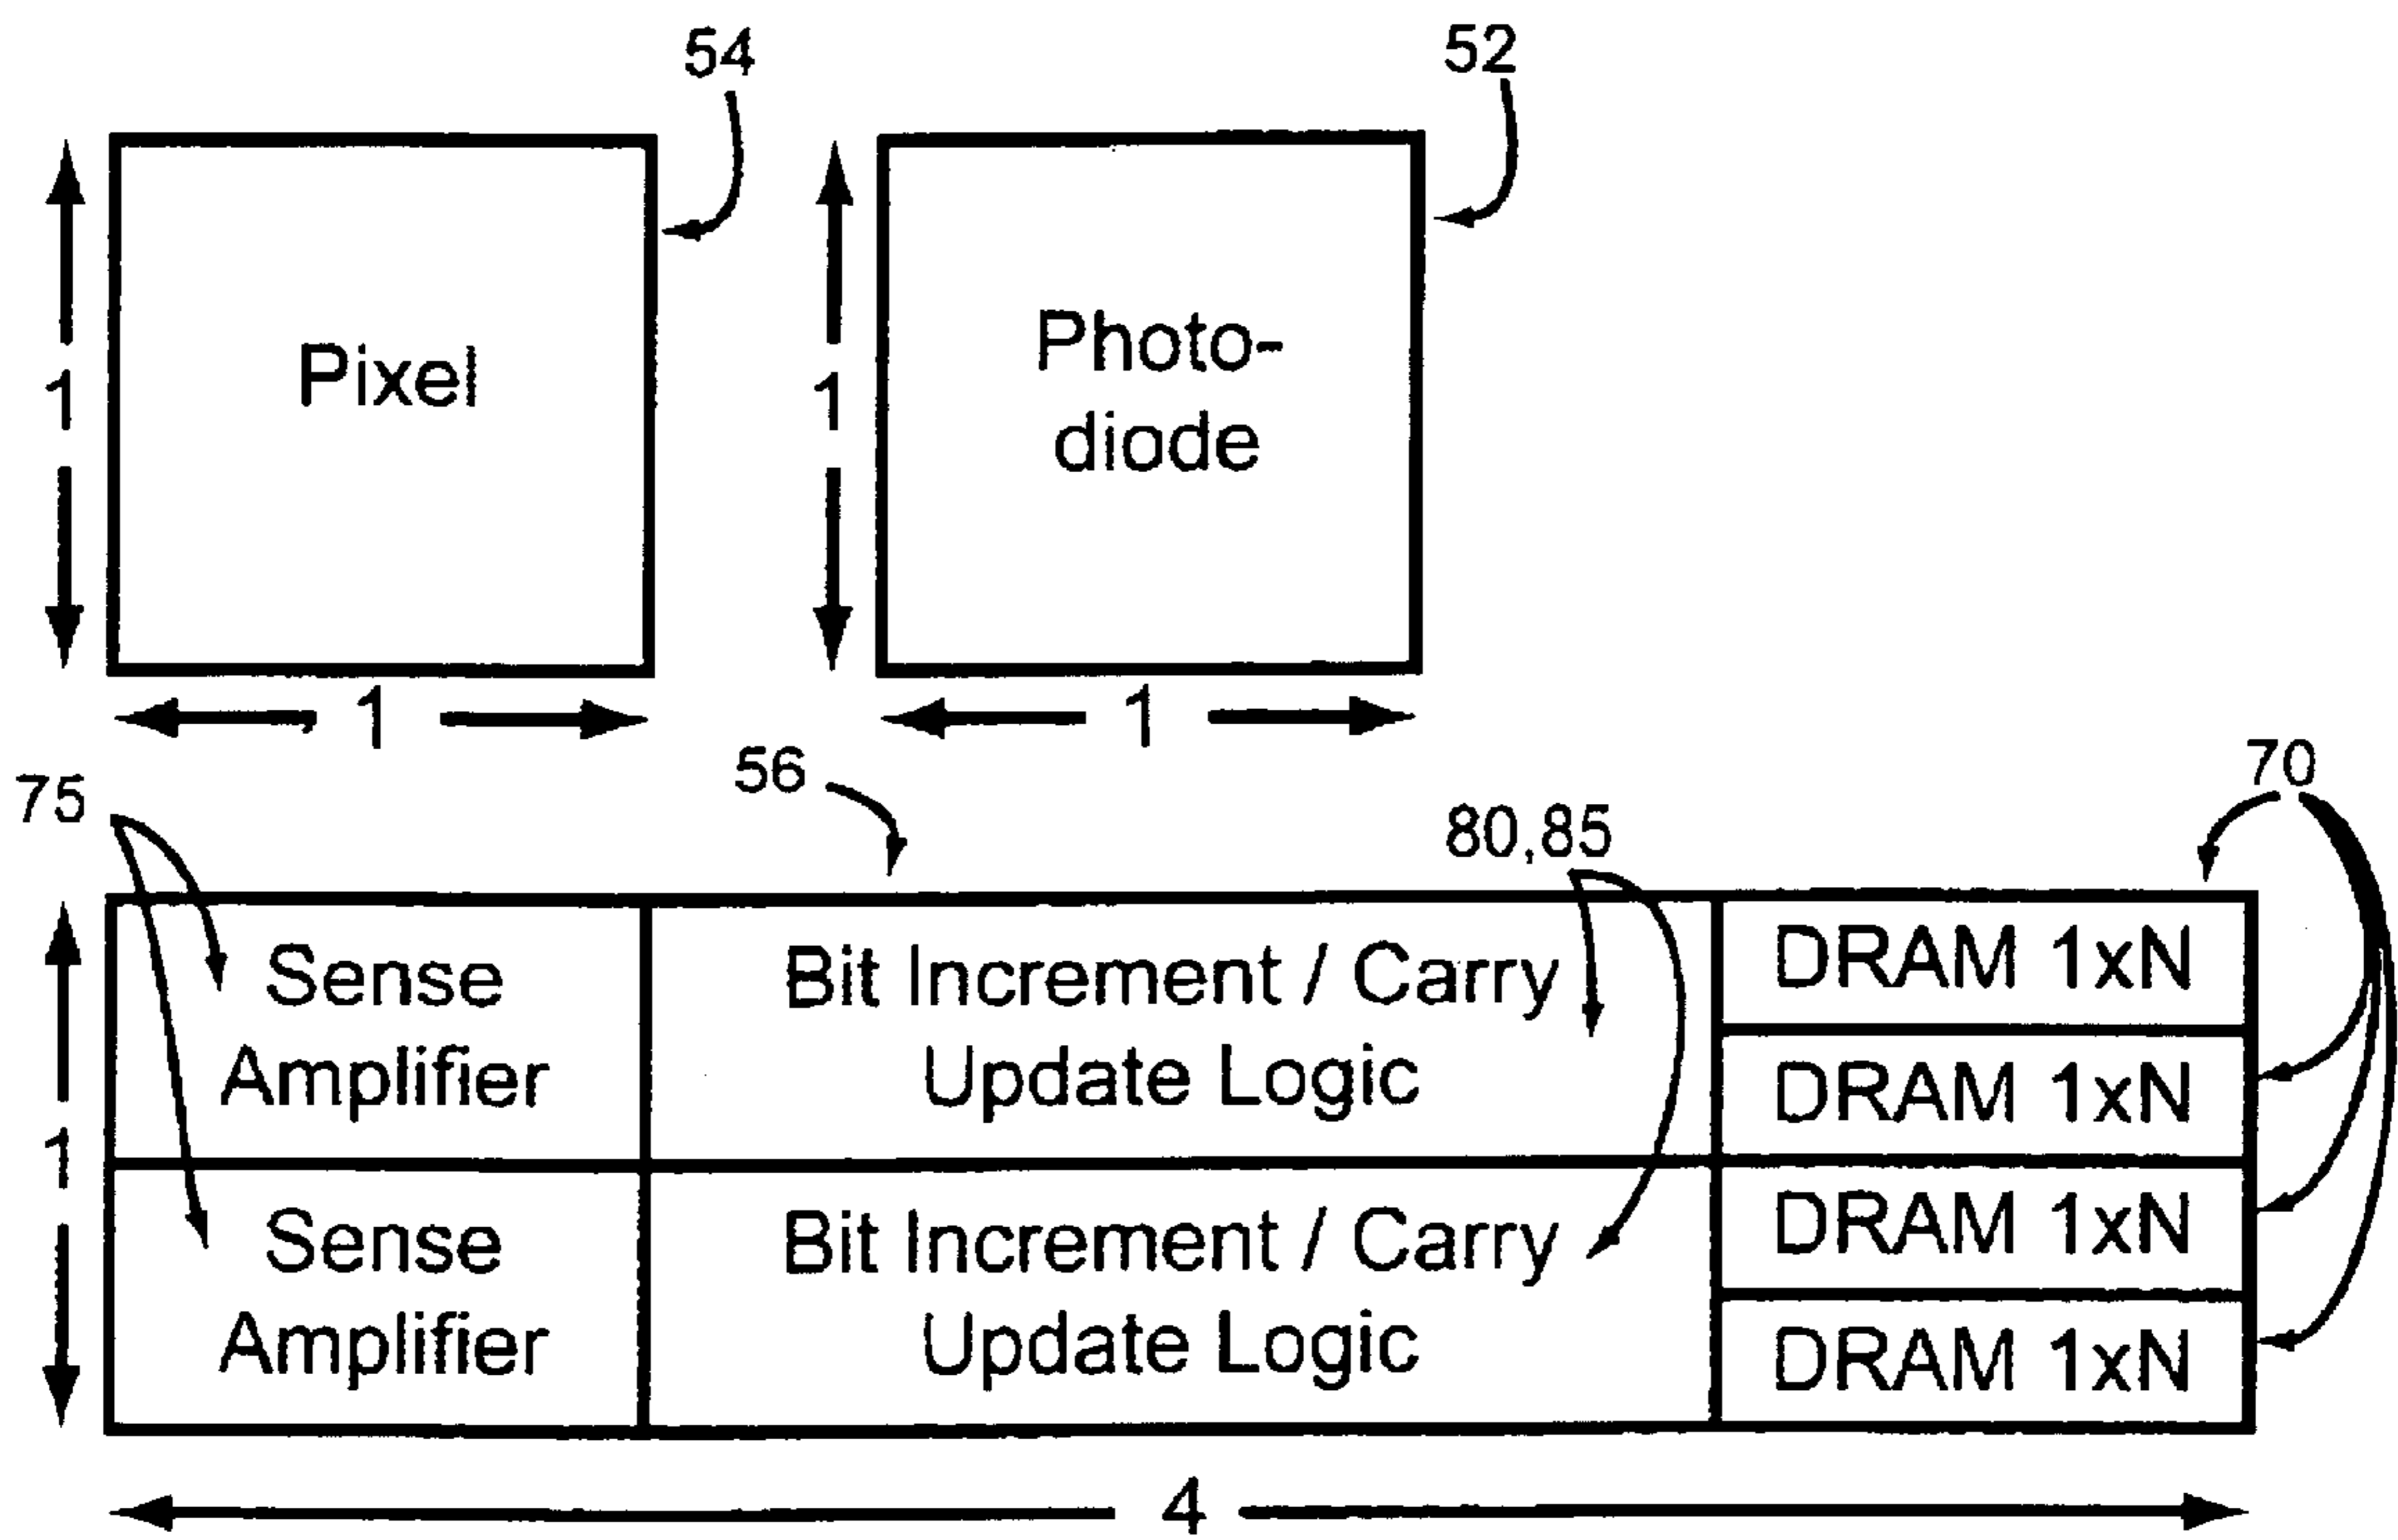 54
52
1
Pixel
1
Photo-
diode
1
1
75
56
80,85
70
1
Sense
Amplifier
Bit Increment / Carry
Update Logic
DRAM 1xN
DRAM 1xN
Sense
Amplifier
Bit Increment / Carry
Update Logic
DRAM 1xN
DRAM 1xN
4